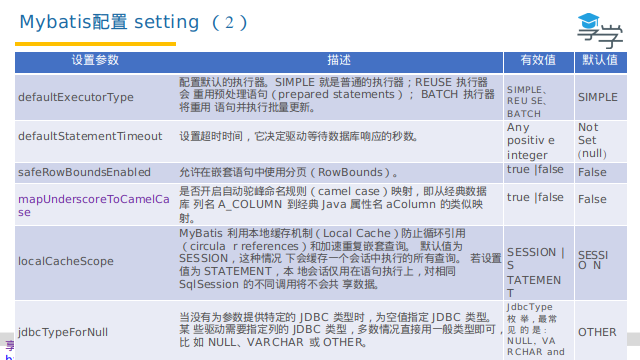 Mybatis配置 setting （2）
享学
设置参数 描述 有效值 默认值
defaultExecutorType
配置默认的执行器。SIMPLE 就是普通的执行器；REUSE 执行器
会 重用预处理语句（prepared statements）； BATCH 执行器
将重用 语句并执行批量更新。
SIMPLE、
REU SE、
BATCH
SIMPLE
defaultStatementTimeout
设置超时时间，它决定驱动等待数据库响应的秒数。
Any
positiv e
integer
Not
Set
(null）
safeRowBoundsEnabled
允许在嵌套语句中使用分页（RowBounds）。
true |false
False
mapUnderscoreToCamelCa
se
是否开启自动驼峰命名规则（camel case）映射，即从经典数据
库 列名 A_COLUMN 到经典 Java 属性名 aColumn 的类似映
射。
true |false
False
localCacheScope
MyBatis 利用本地缓存机制（Local Cache）防止循环引用
（circula r references）和加速重复嵌套查询。 默认值为
SESSION，这种情况 下会缓存一个会话中执行的所有查询。 若设置
值为 STATEMENT，本 地会话仅用在语句执行上，对相同
SqlSession 的不同调用将不会共 享数据。
SESSION |
S
TATEMEN
T
SESSI
O N
jdbcTypeForNull
当没有为参数提供特定的 JDBC 类型时，为空值指定 JDBC 类型。
某 些驱动需要指定列的 JDBC 类型，多数情况直接用一般类型即可，
比 如 NULL、VARCHAR 或 OTHER。
JdbcType
枚 举，最常
见 的 是：
NULL、VA
RCHAR and
OTHER
享